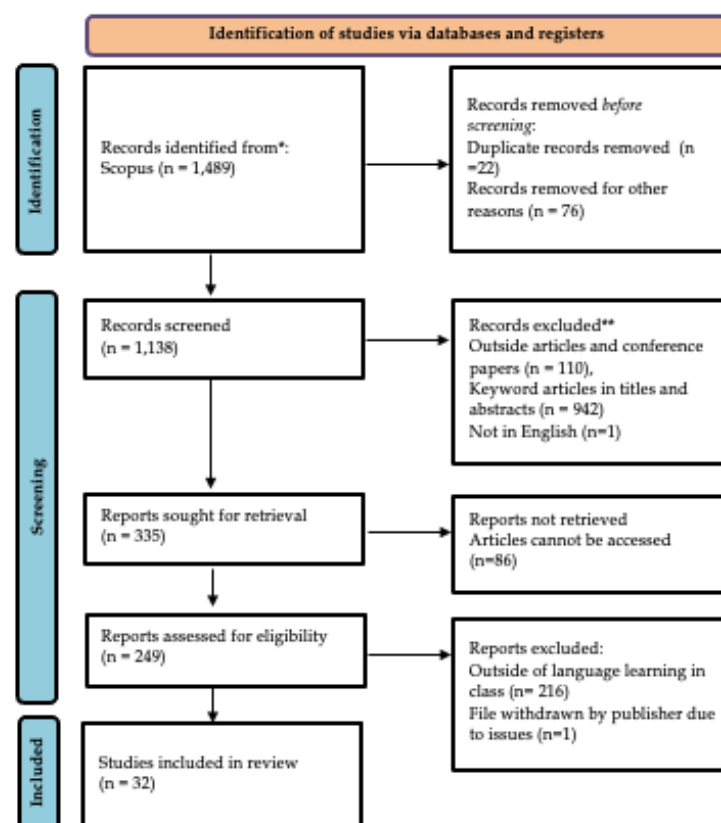 Identification of studies via databases and registers
Identification
Records identified from*:
Scopus (n = 1,489)
Records removed before
screening:
Duplicate records removed (n
=22)
Records removed for other
reasons (n = 76)
Screening
Records screened
(n = 1,138)
Records excluded**
Outside articles and conference
papers (n = 110),
Keyword articles in titles and
abstracts (n = 942)
Not in English (n=1)
Reports sought for retrieval
(n = 335)
Reports not retrieved
Articles cannot be accessed
(n=86)
Reports assessed for eligibility
(n = 249)
Reports excluded:
Outside of language learning in
class (n= 216)
File withdrawn by publisher due
to issues (n=1)
Included
Studies included in review
(n = 32)